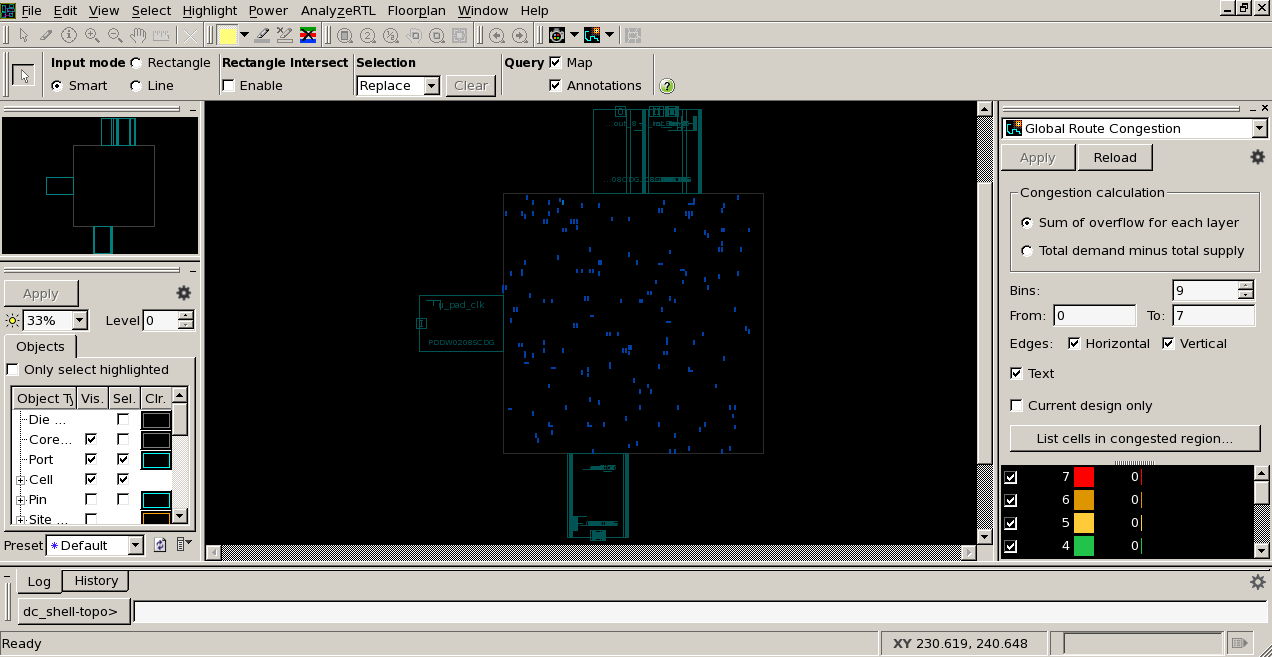 File Edit View Select Highlight Power AnalyzeRTL Floorplan Window Help
Input mode Rectangle Rectangle Intersect Selection Query Map
Smart Line Enable Replace Clear Annotations
Global Route Congestion
Apply Reload
Congestion calculation
Sum of overflow for each layer
Total demand minus total supply
Bins: 9
From: 0 To: 7
Edges: Horizontal Vertical
Text
Current design only
List cells in congested region...
7 0
6 0
5 0
4 0
Apply
33% Level 0
Objects
Only select highlighted
Object Ty Vis. Sel. Clr.
Die ...
Core...
Port
Cell
Pin
Site ...
Preset * Default
i_pad_clk
I
PDDW0208SCDG
Log History
dc_shell-topo>
Ready XY 230.619, 240.648